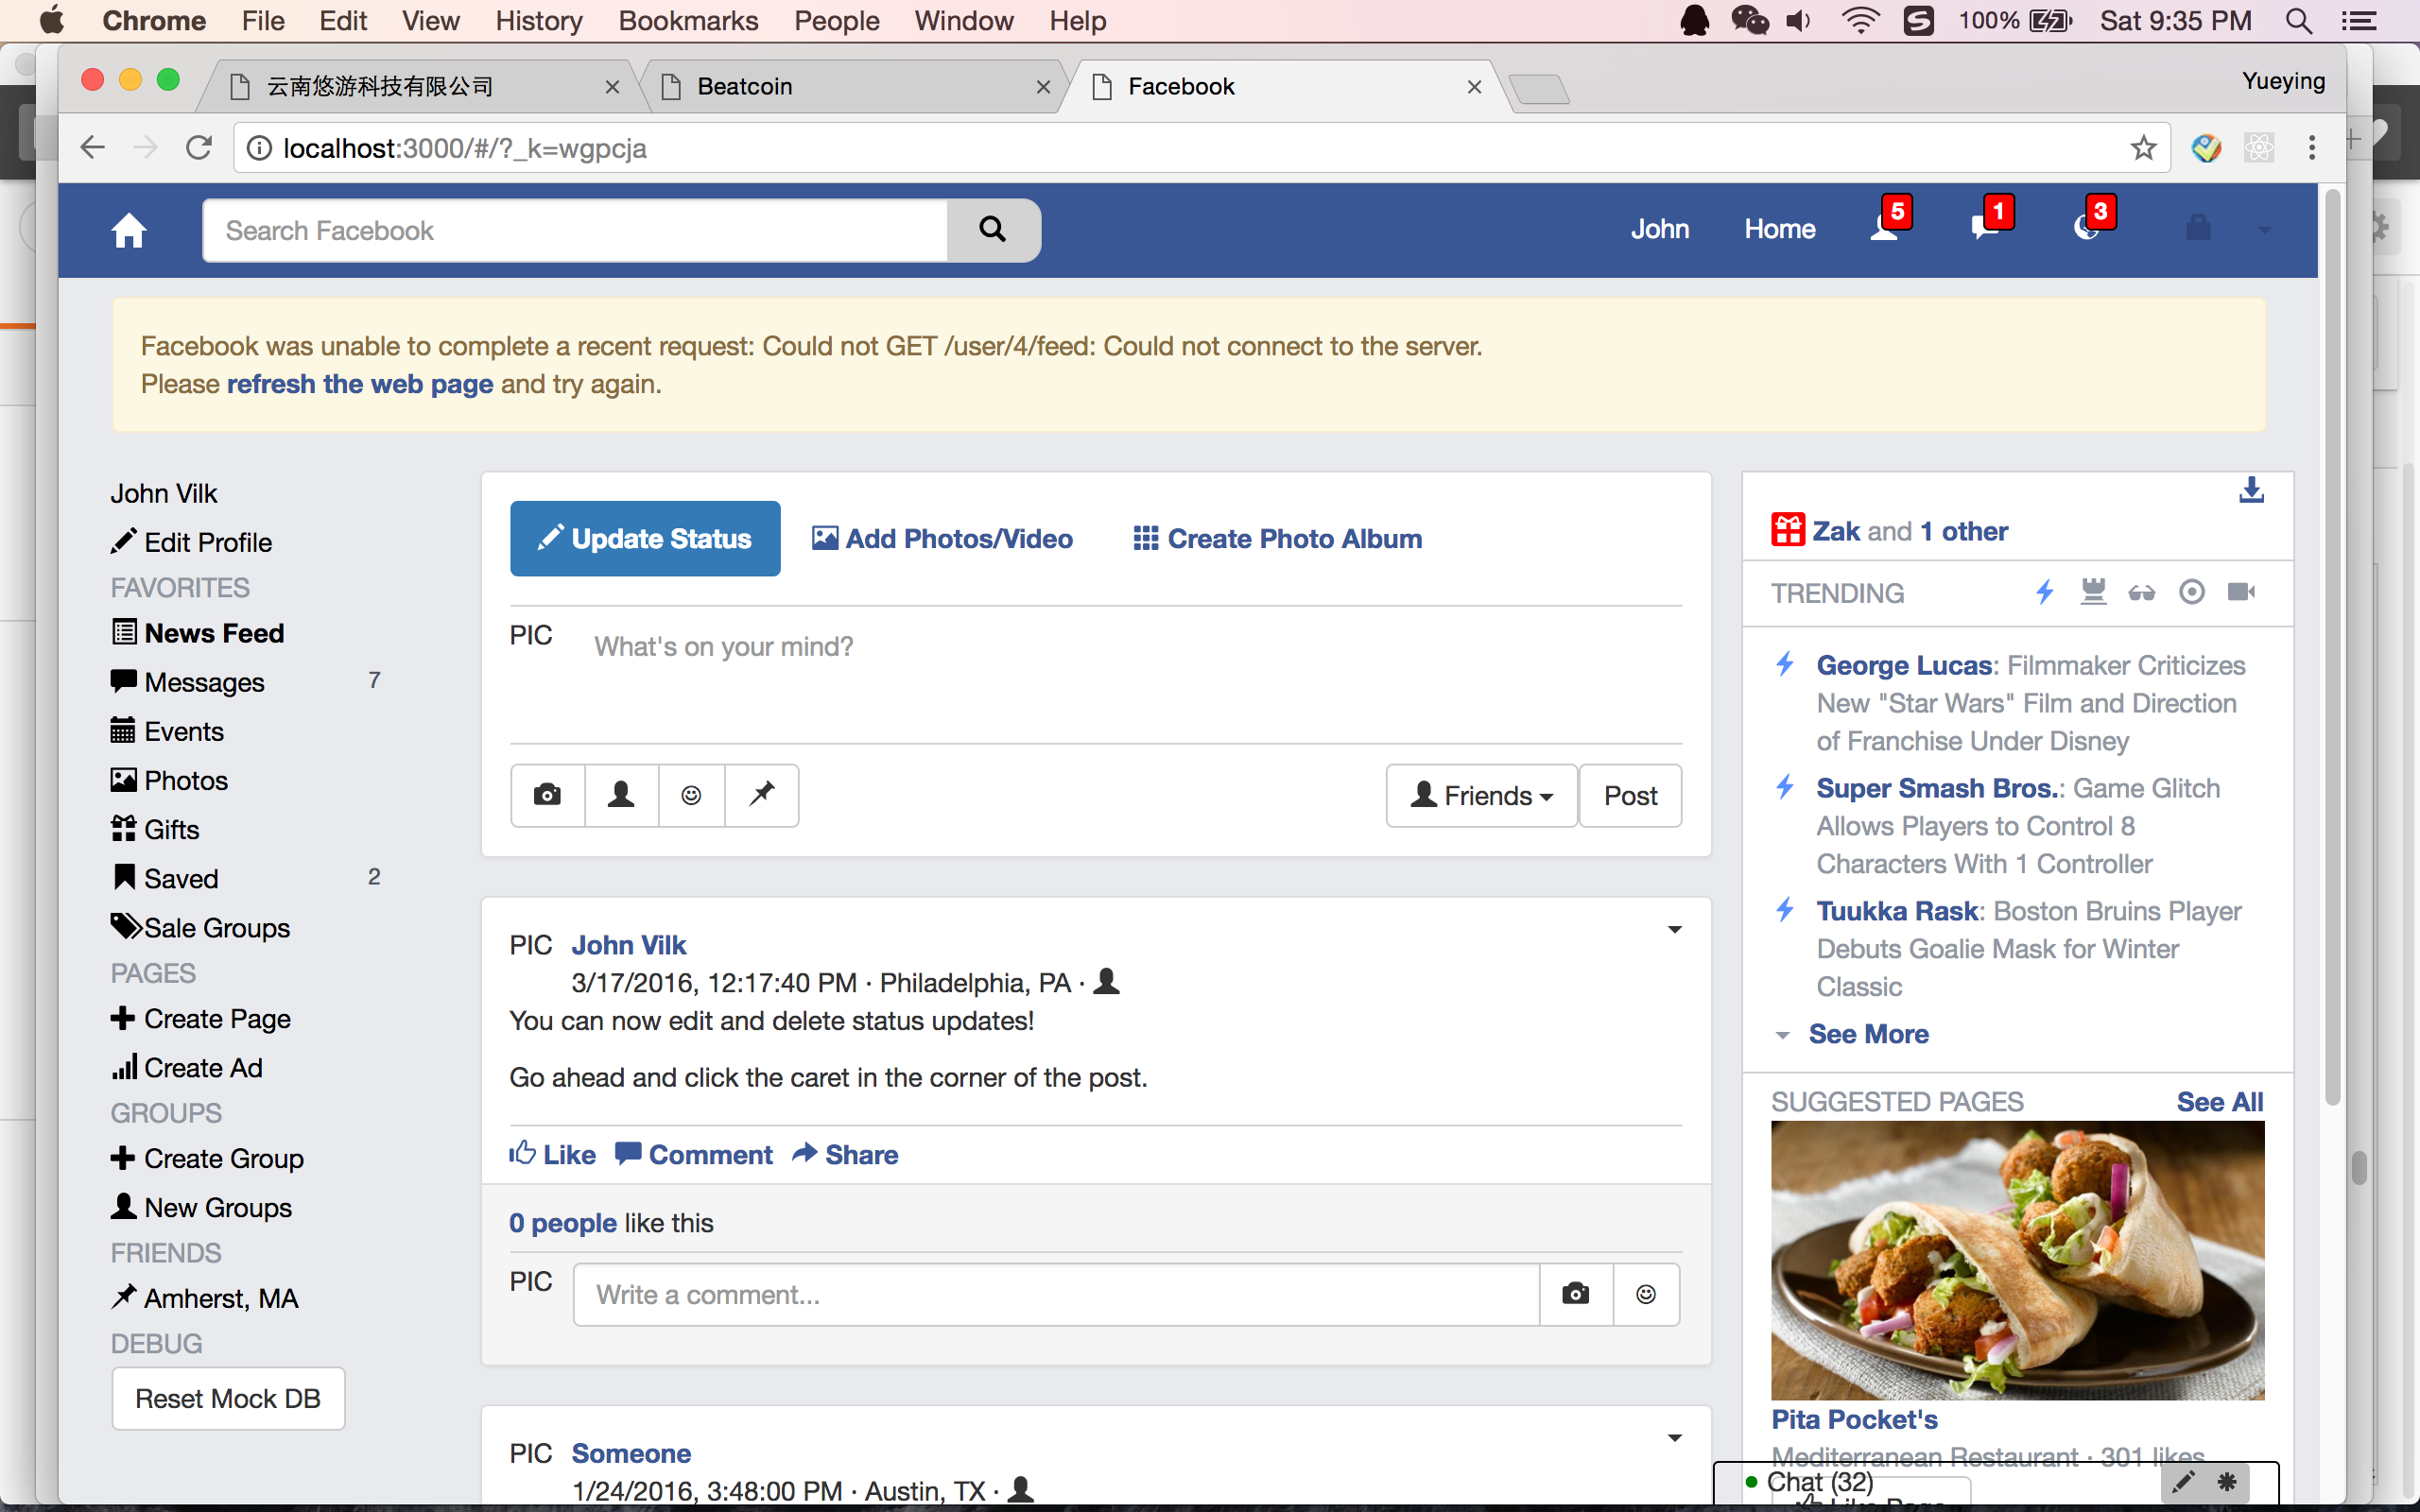 Chrome File Edit View History Bookmarks People Window Help 100% Sat 9:35 PM
云南悠游科技有限公司 Beatcoin Facebook Yueying
localhost:3000/#/?_k=wgpcja
Search Facebook John Home 5 1 3
Facebook was unable to complete a recent request: Could not GET /user/4/feed: Could not connect to the server.
Please refresh the web page and try again.
John Vilk
Edit Profile
FAVORITES
News Feed
Messages 7
Events
Photos
Gifts
Saved 2
Sale Groups
PAGES
Create Page
Create Ad
GROUPS
Create Group
New Groups
FRIENDS
Amherst, MA
DEBUG
Reset Mock DB
Update Status Add Photos/Video Create Photo Album
PIC What's on your mind?
Friends Post
PIC John Vilk
3/17/2016, 12:17:40 PM · Philadelphia, PA ·
You can now edit and delete status updates!
Go ahead and click the caret in the corner of the post.
Like Comment Share
0 people like this
PIC Write a comment...
PIC Someone
1/24/2016, 3:48:00 PM · Austin, TX ·
Zak and 1 other
TRENDING
George Lucas: Filmmaker Criticizes
New "Star Wars" Film and Direction
of Franchise Under Disney
Super Smash Bros.: Game Glitch
Allows Players to Control 8
Characters With 1 Controller
Tuukka Rask: Boston Bruins Player
Debuts Goalie Mask for Winter
Classic
See More
SUGGESTED PAGES See All
Pita Pocket's
Mediterranean Restaurant · 301 likes
Chat (32)
Like Page